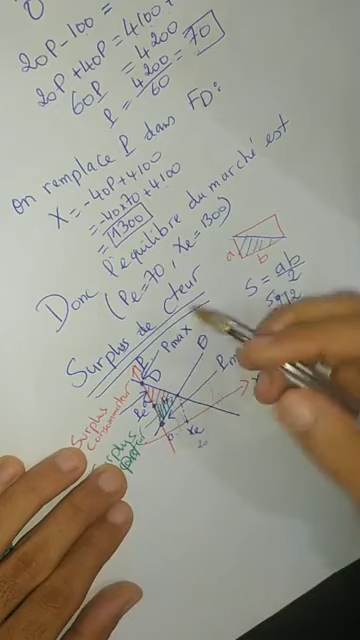 20P - 100 = 4100
20P + 40P = 4200
60P = 4200
P = 4200/60 = 70
on remplace P dans FD:
X = -40P + 4100
= -40×70 + 4100
= 1300
Donc l'équilibre du marché est
(Pe = 70, Xe = 1300)
Surplus de Cteur
a
b
S = ab/2
Pmax
P
D
θ
Pe
Surplus
Consommateur
Surplus
Xe
20